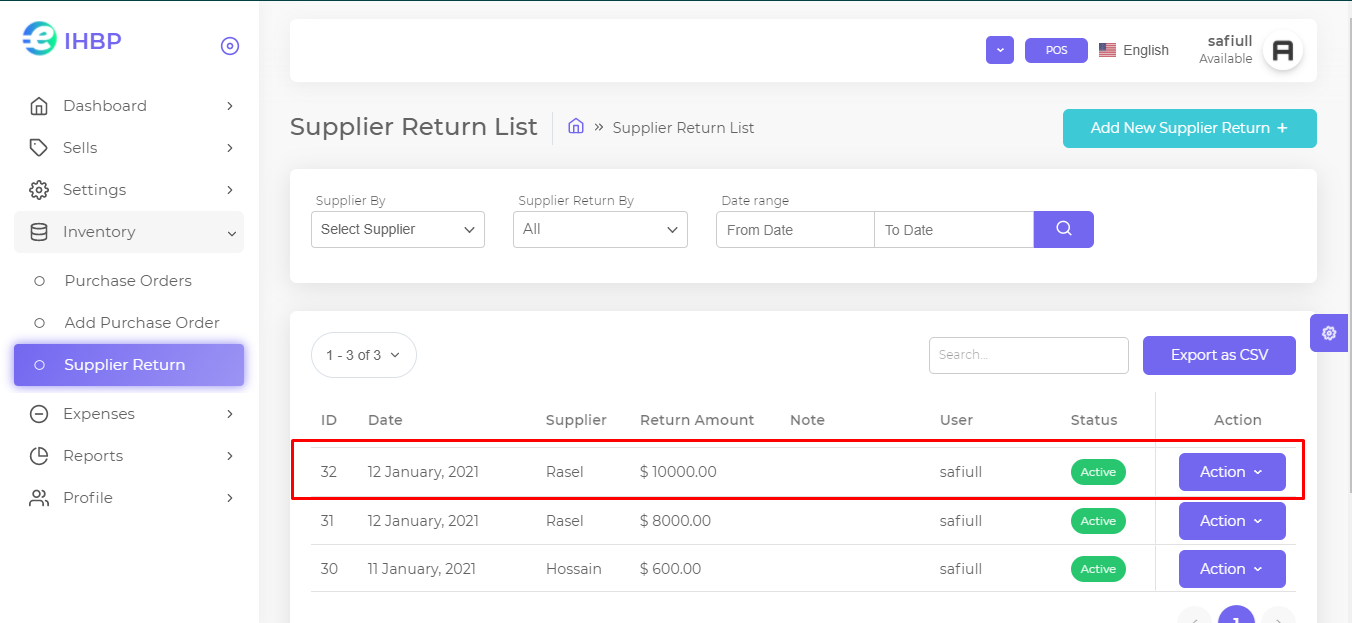 IHBP
POS
English
safiull
Available
Dashboard
Sells
Settings
Inventory
Purchase Orders
Add Purchase Order
Supplier Return
Expenses
Reports
Profile
Supplier Return List
» Supplier Return List
Add New Supplier Return +
Supplier By
Supplier Return By
Date range
Select Supplier
All
From Date
To Date
1 - 3 of 3
Search...
Export as CSV
ID Date Supplier Return Amount Note User Status Action
32 12 January, 2021 Rasel $ 10000.00 safiull Active Action
31 12 January, 2021 Rasel $ 8000.00 safiull Active Action
30 11 January, 2021 Hossain $ 600.00 safiull Active Action
1